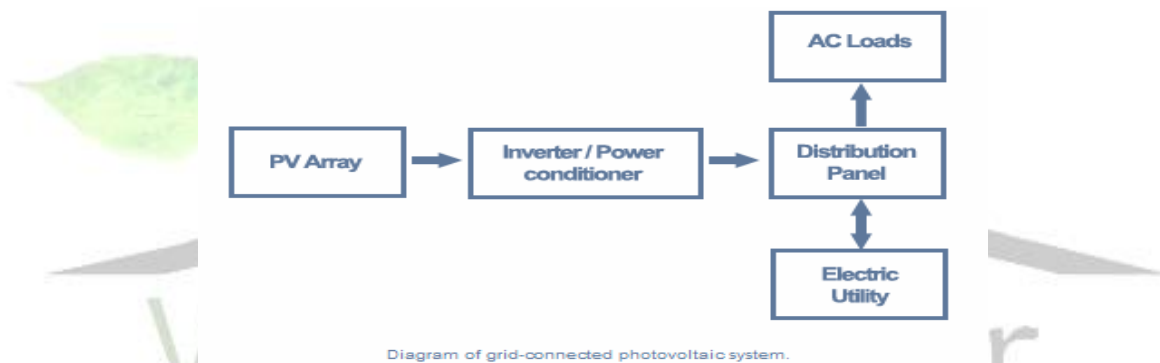 AC Loads
PV Array
Inverter / Power
conditioner
Distribution
Panel
Electric
Utility
Diagram of grid-connected photovoltaic system.